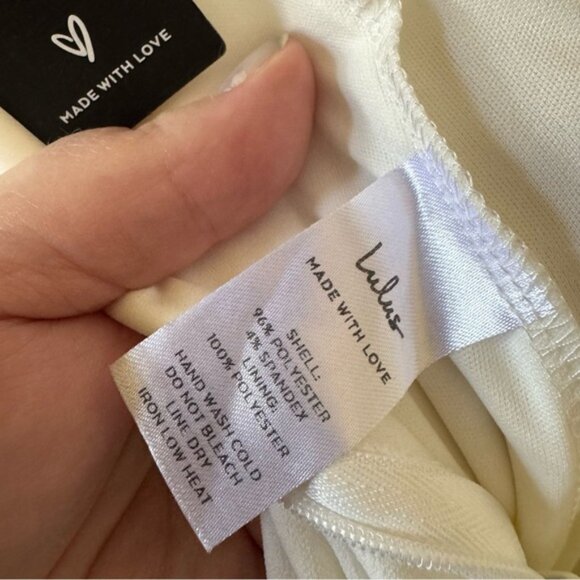 MADE WITH LOVE
Lulus
MADE WITH LOVE
SHELL:
96% POLYESTER
4% SPANDEX
LINING:
100% POLYESTER
HAND WASH COLD
DO NOT BLEACH
LINE DRY
IRON LOW HEAT